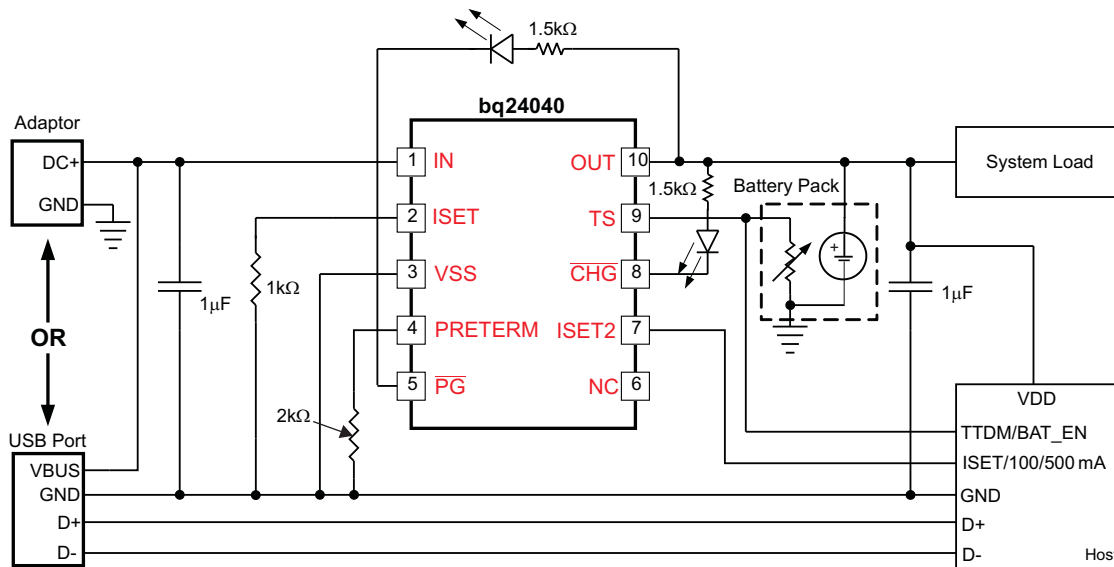 1.5kΩ
bq24040
Adaptor
DC+
GND
1 IN
OUT 10
System Load
1.5kΩ
Battery Pack
2 ISET
TS 9
+
3 VSS
CHG 8
1μF
1kΩ
1μF
OR
4 PRETERM
ISET2 7
5 PG
NC 6
VDD
2kΩ
USB Port
TTDM/BAT_EN
VBUS
ISET/100/500 mA
GND
GND
D+
D+
D-
D-
Host